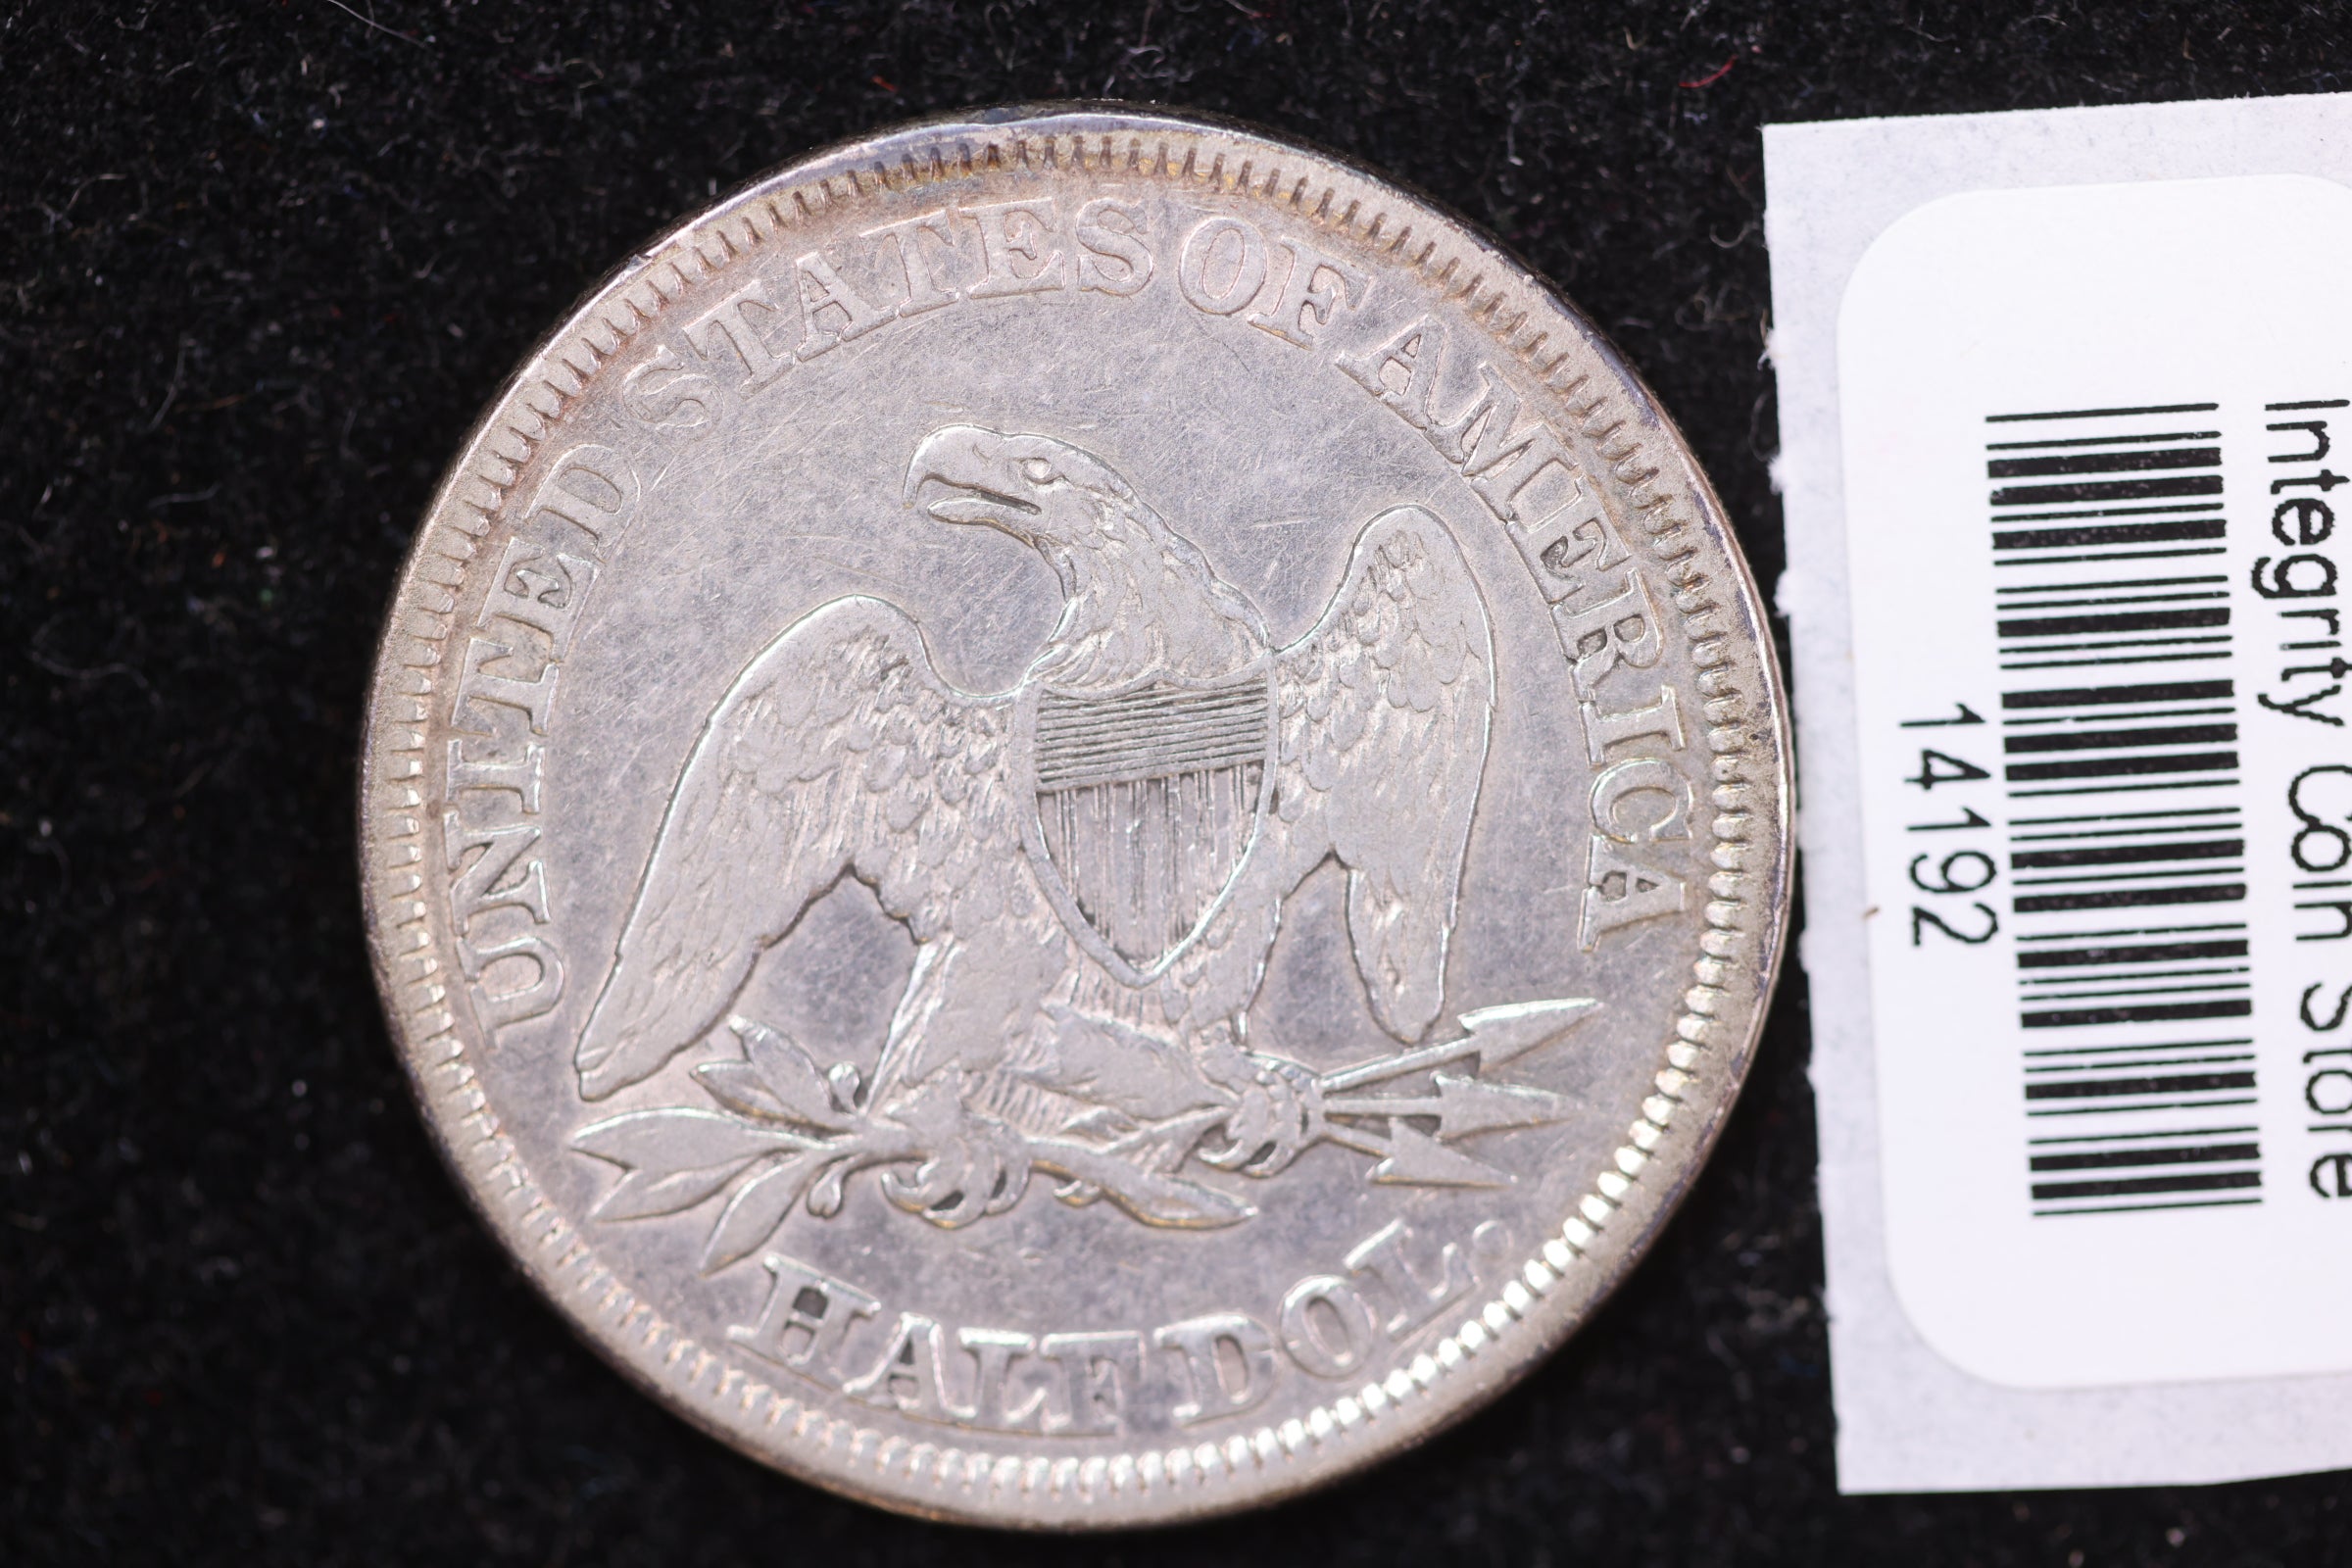 UNITED STATES OF AMERICA
HALF DOL.
Integrity Coin Store
14192